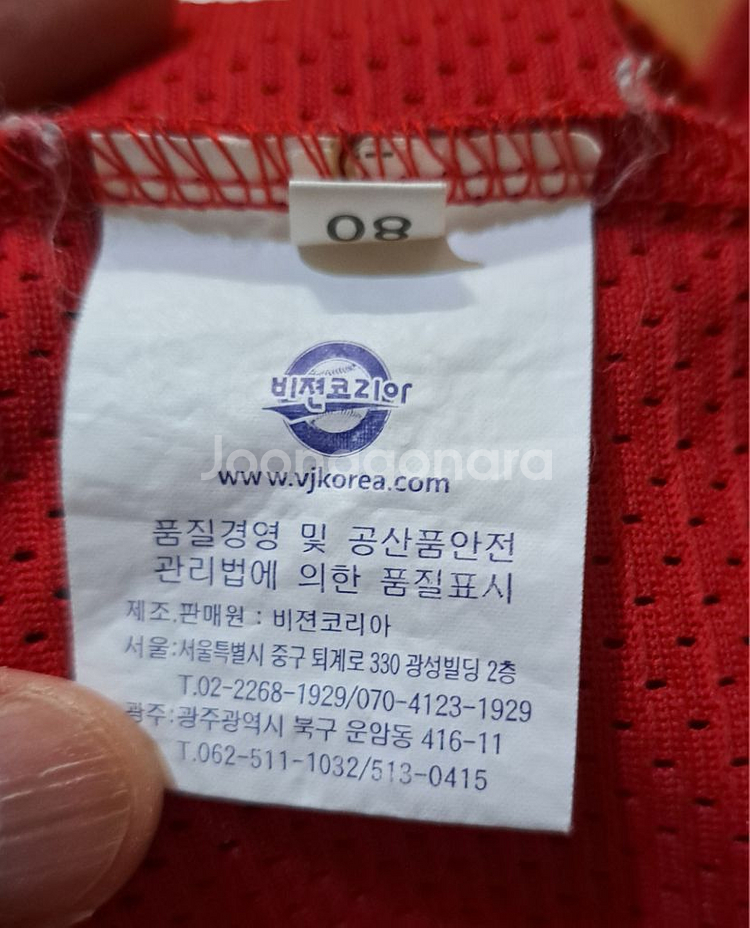 08
비젼코리아
Joonggonara
www.vjkorea.com
품질경영 및 공산품안전
관리법에 의한 품질표시
제조.판매원 : 비젼코리아
서울:서울특별시 중구 퇴계로 330 광성빌딩 2층
T.02-2268-1929/070-4123-1929
광주:광주광역시 북구 운암동 416-11
T.062-511-1032/513-0415